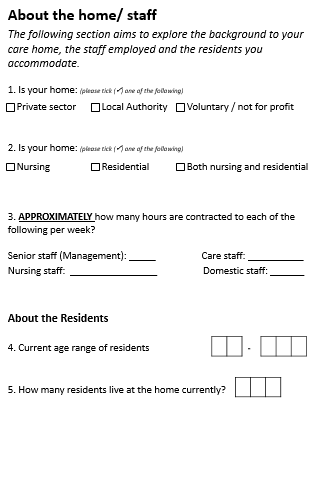 About the home/ staff
The following section aims to explore the background to your
care home, the staff employed and the residents you
accommodate.
1. Is your home: (please tick (✓) one of the following)
☐ Private sector ☐ Local Authority ☐ Voluntary / not for profit
2. Is your home: (please tick (✓) one of the following)
☐ Nursing ☐ Residential ☐ Both nursing and residential
3. APPROXIMATELY how many hours are contracted to each of the
following per week?
Senior staff (Management): _____ Care staff: __________
Nursing staff: ________________ Domestic staff: ______
About the Residents
4. Current age range of residents -
5. How many residents live at the home currently?